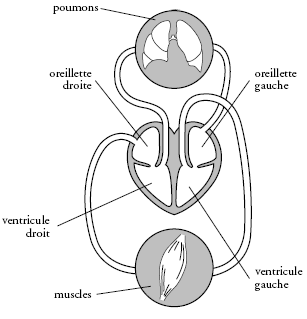 poumons
oreillette
droite
oreillette
gauche
ventricule
droit
ventricule
gauche
muscles